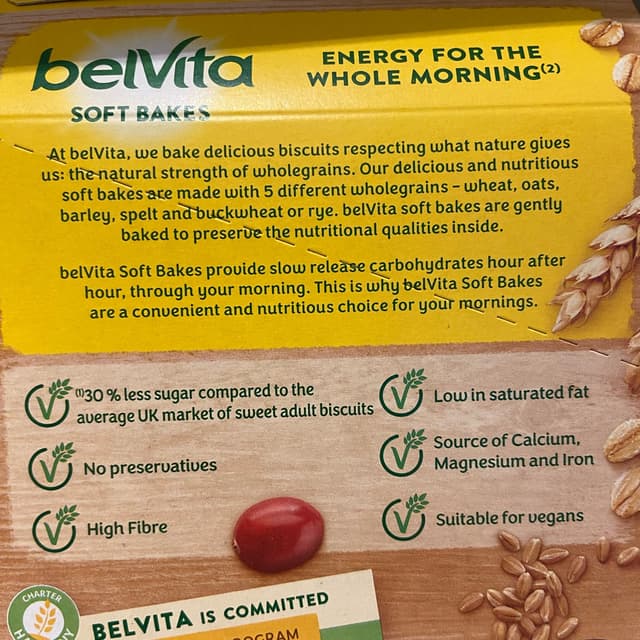 belVita
SOFT BAKES
ENERGY FOR THE
WHOLE MORNING(2)
At belVita, we bake delicious biscuits respecting what nature gives
us: the natural strength of wholegrains. Our delicious and nutritious
soft bakes are made with 5 different wholegrains – wheat, oats,
barley, spelt and buckwheat or rye. belVita soft bakes are gently
baked to preserve the nutritional qualities inside.
belVita Soft Bakes provide slow release carbohydrates hour after
hour, through your morning. This is why belVita Soft Bakes
are a convenient and nutritious choice for your mornings.
(1)30 % less sugar compared to the
average UK market of sweet adult biscuits
No preservatives
High Fibre
Low in saturated fat
Source of Calcium,
Magnesium and Iron
Suitable for vegans
CHARTER
BELVITA IS COMMITTED